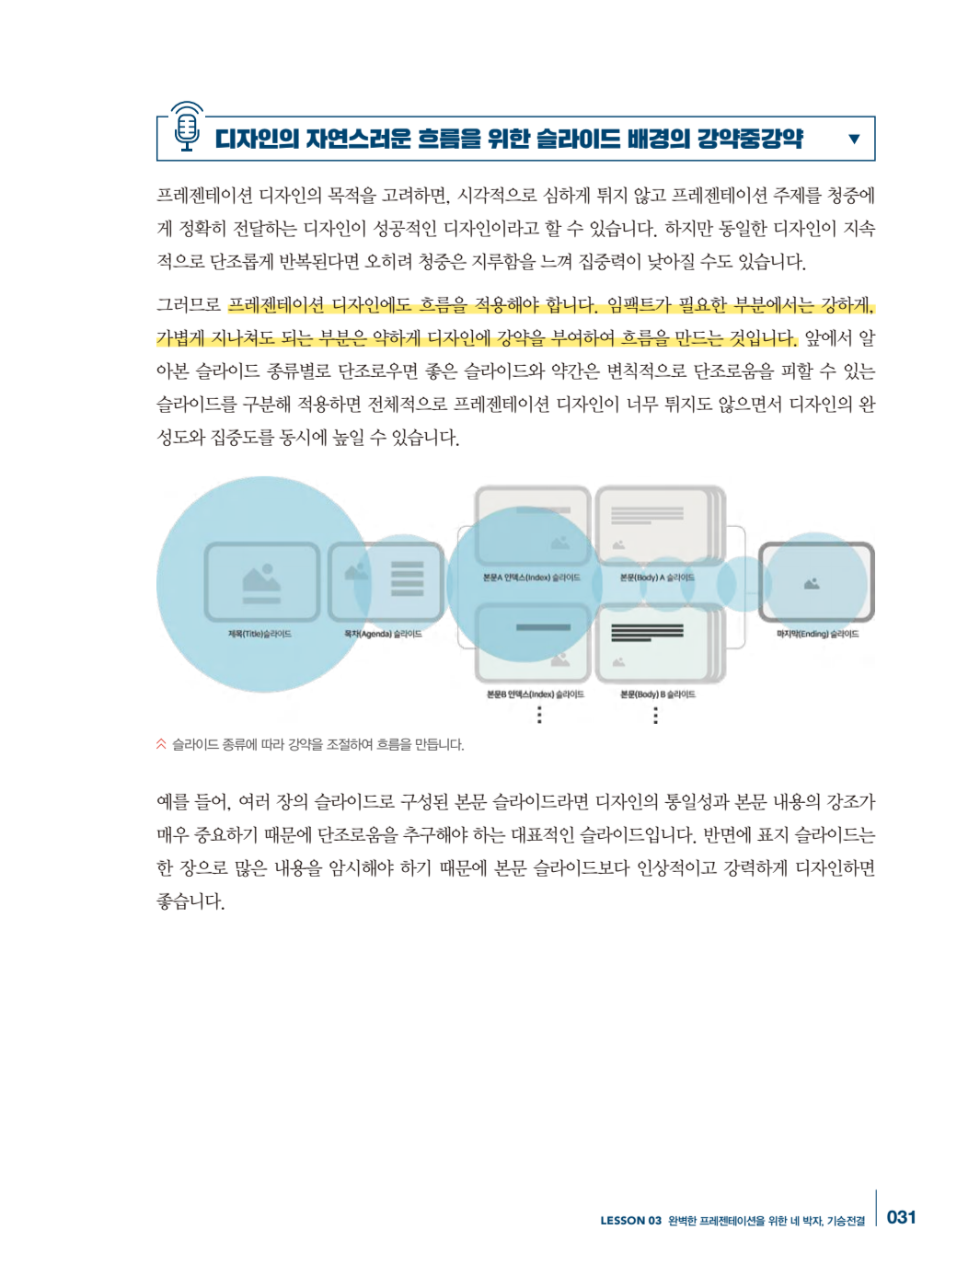 디자인의 자연스러운 흐름을 위한 슬라이드 배경의 강약중강약
프레젠테이션 디자인의 목적을 고려하면, 시각적으로 심하게 튀지 않고 프레젠테이션 주제를 청중에
게 정확히 전달하는 디자인이 성공적인 디자인이라고 할 수 있습니다. 하지만 동일한 디자인이 지속
적으로 단조롭게 반복된다면 오히려 청중은 지루함을 느껴 집중력이 낮아질 수도 있습니다.
그러므로 프레젠테이션 디자인에도 흐름을 적용해야 합니다. 임팩트가 필요한 부분에서는 강하게,
가볍게 지나쳐도 되는 부분은 약하게 디자인에 강약을 부여하여 흐름을 만드는 것입니다. 앞에서 알
아본 슬라이드 종류별로 단조로우면 좋은 슬라이드와 약간은 변칙적으로 단조로움을 피할 수 있는
슬라이드를 구분해 적용하면 전체적으로 프레젠테이션 디자인이 너무 튀지도 않으면서 디자인의 완
성도와 집중도를 동시에 높일 수 있습니다.
본문A 인덱스(Index) 슬라이드
본문(Body) A 슬라이드
제목(Title)슬라이드
목차(Agenda) 슬라이드
마지막(Ending) 슬라이드
본문B 인덱스(Index) 슬라이드
본문(Body) B 슬라이드
슬라이드 종류에 따라 강약을 조절하여 흐름을 만듭니다.
예를 들어, 여러 장의 슬라이드로 구성된 본문 슬라이드라면 디자인의 통일성과 본문 내용의 강조가
매우 중요하기 때문에 단조로움을 추구해야 하는 대표적인 슬라이드입니다. 반면에 표지 슬라이드는
한 장으로 많은 내용을 암시해야 하기 때문에 본문 슬라이드보다 인상적이고 강력하게 디자인하면
좋습니다.
LESSON 03 완벽한 프레젠테이션을 위한 네 박자, 기승전결 031